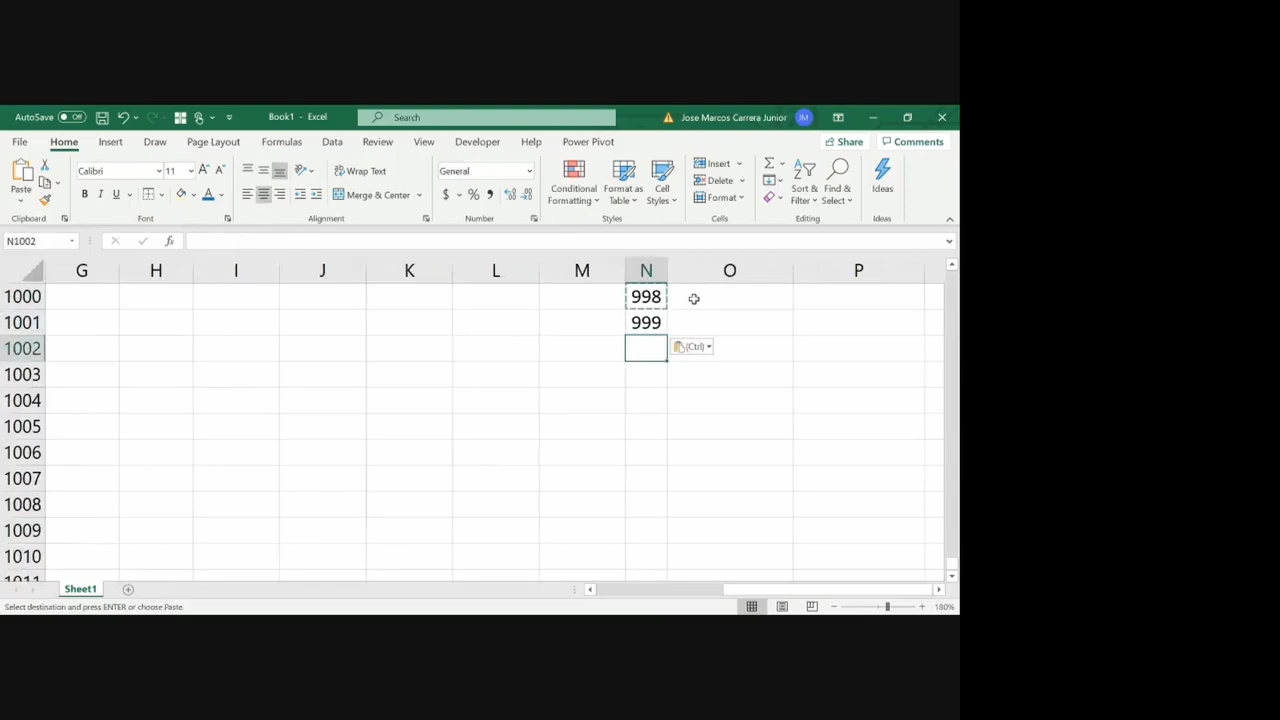 AutoSave Off Book1 - Excel Search Jose Marcos Carrera Junior JM
File Home Insert Draw Page Layout Formulas Data Review View Developer Help Power Pivot Share Comments
Paste Calibri 11 A A Wrap Text General Conditional Formatting Format as Table Cell Styles Insert Σ Sort & Filter Find & Select Ideas
B I U A Merge & Center $ % Delete
Format
Clipboard Font Alignment Number Styles Cells Editing Ideas
N1002 fx
G H I J K L M N O P
1000 998
1001 999
1002 (Ctrl)
1003
1004
1005
1006
1007
1008
1009
1010
1011
Sheet1
Select destination and press ENTER or choose Paste. 180%